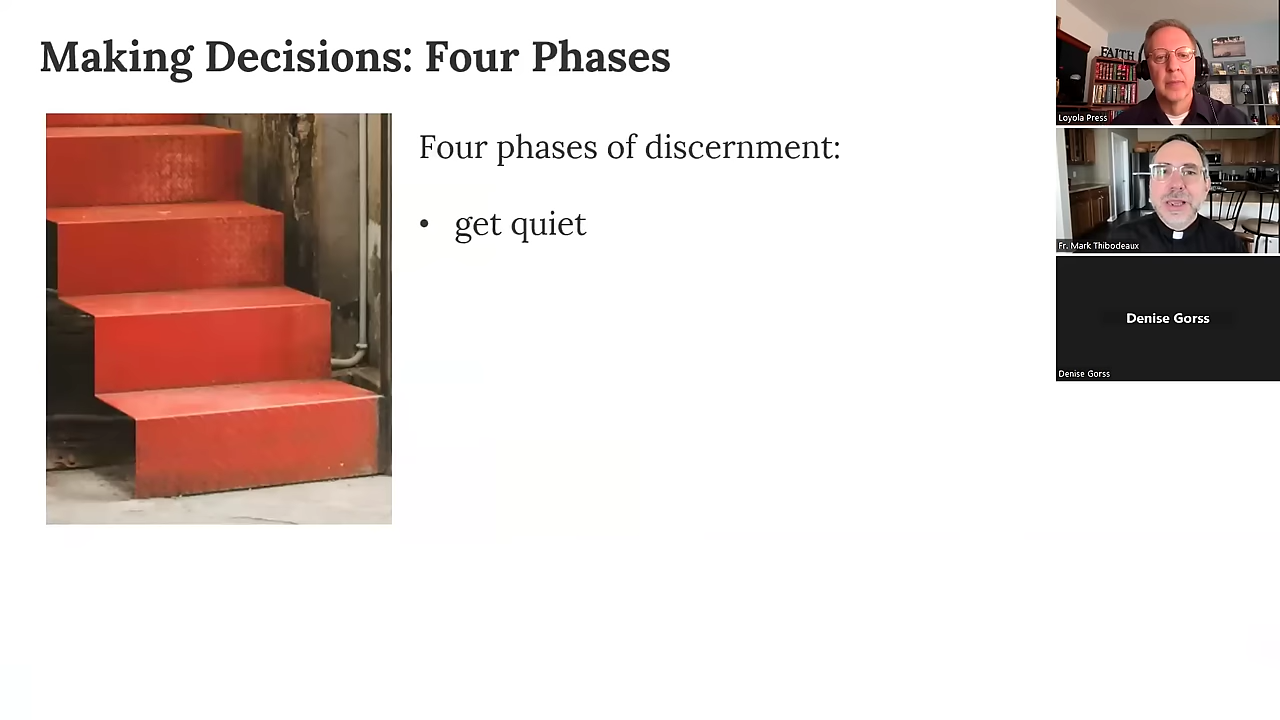 Making Decisions: Four Phases
Four phases of discernment:
• get quiet
FAITH
Loyola Press
Fr. Mark Thibodeaux
Denise Gorss
Denise Gorss